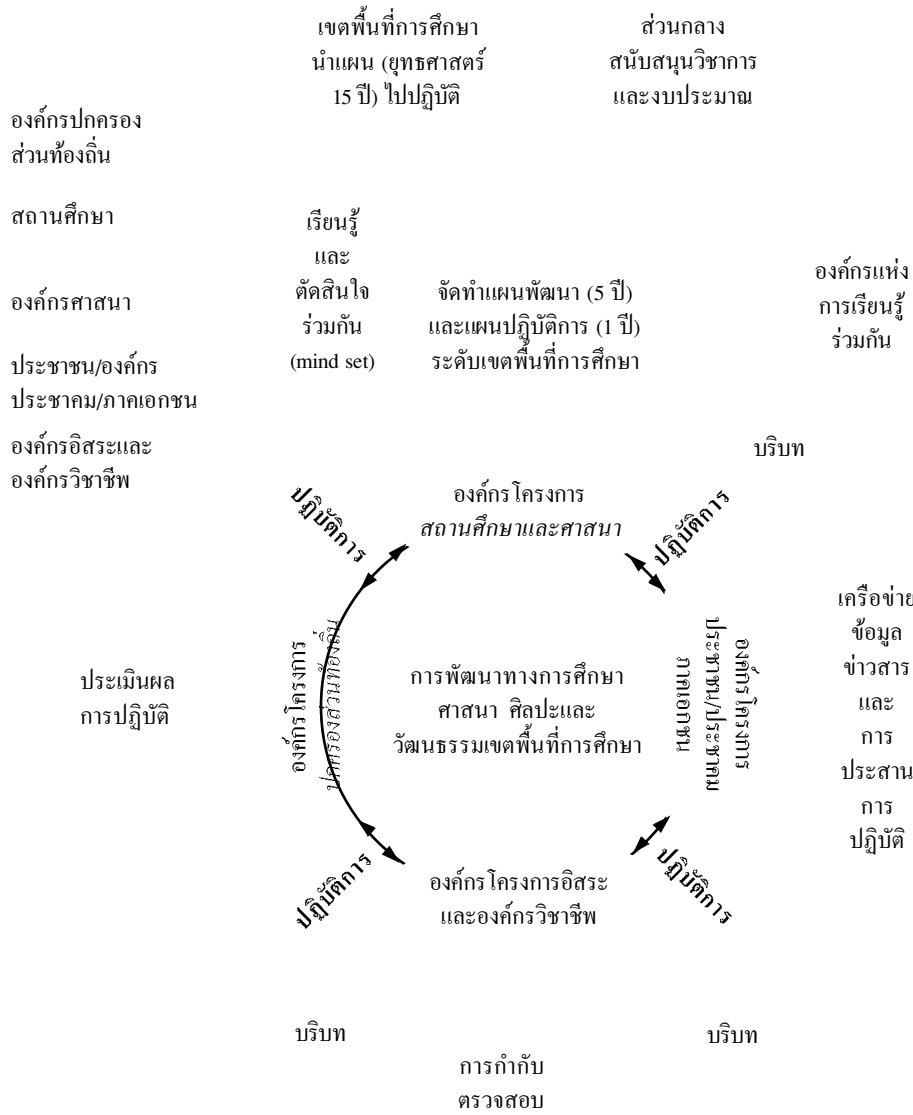 เขตพื้นที่การศึกษา
นำแผน (ยุทธศาสตร์
15 ปี) ไปปฏิบัติ
ส่วนกลาง
สนับสนุนวิชาการ
และงบประมาณ
องค์กรปกครอง
ส่วนท้องถิ่น
สถานศึกษา
องค์กรศาสนา
ประชาชน/องค์กร
ประชาคม/ภาคเอกชน
องค์กรอิสระและ
องค์กรวิชาชีพ
เรียนรู้
และ
ตัดสินใจ
ร่วมกัน
(mind set)
จัดทำแผนพัฒนา (5 ปี)
และแผนปฏิบัติการ (1 ปี)
ระดับเขตพื้นที่การศึกษา
องค์กรแห่ง
การเรียนรู้
ร่วมกัน
บริบท
ปฏิบัติการ
องค์กรโครงการ
สถานศึกษาและศาสนา
ปฏิบัติการ
ประเมินผล
การปฏิบัติ
องค์กรโครงการ
ปกครองส่วนท้องถิ่น
การพัฒนาทางการศึกษา
ศาสนา ศิลปะและ
วัฒนธรรมเขตพื้นที่การศึกษา
องค์กรโครงการ
ประชาชน/ประชาคม
ภาคเอกชน
เครือข่าย
ข้อมูล
ข่าวสาร
และ
การ
ประสาน
การ
ปฏิบัติ
ปฏิบัติการ
องค์กรโครงการอิสระ
และองค์กรวิชาชีพ
ปฏิบัติการ
บริบท
บริบท
การกำกับ
ตรวจสอบ